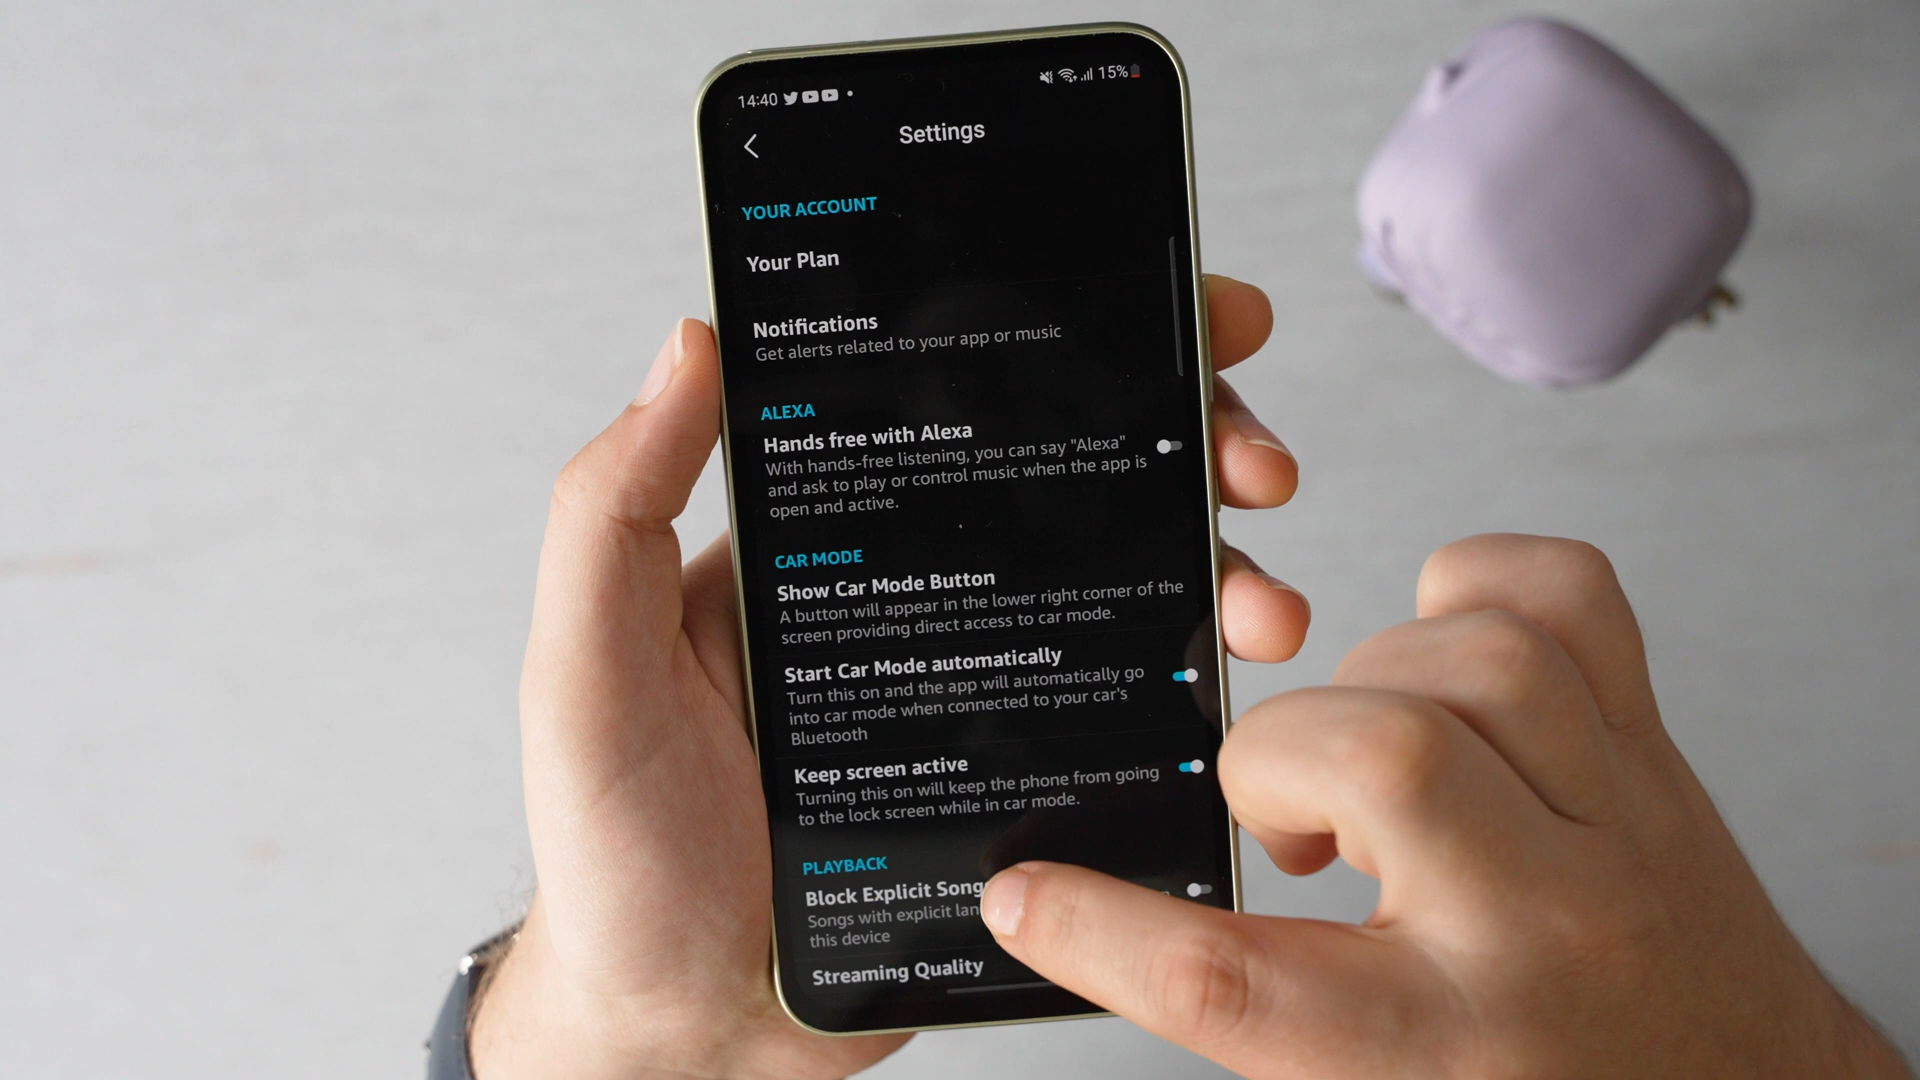 14:40
15%
Settings
YOUR ACCOUNT
Your Plan
Notifications
Get alerts related to your app or music
ALEXA
Hands free with Alexa
With hands-free listening, you can say "Alexa"
and ask to play or control music when the app is
open and active.
CAR MODE
Show Car Mode Button
A button will appear in the lower right corner of the
screen providing direct access to car mode.
Start Car Mode automatically
Turn this on and the app will automatically go
into car mode when connected to your car's
Bluetooth
Keep screen active
Turning this on will keep the phone from going
to the lock screen while in car mode.
PLAYBACK
Block Explicit Song
Songs with explicit lan
this device
Streaming Quality